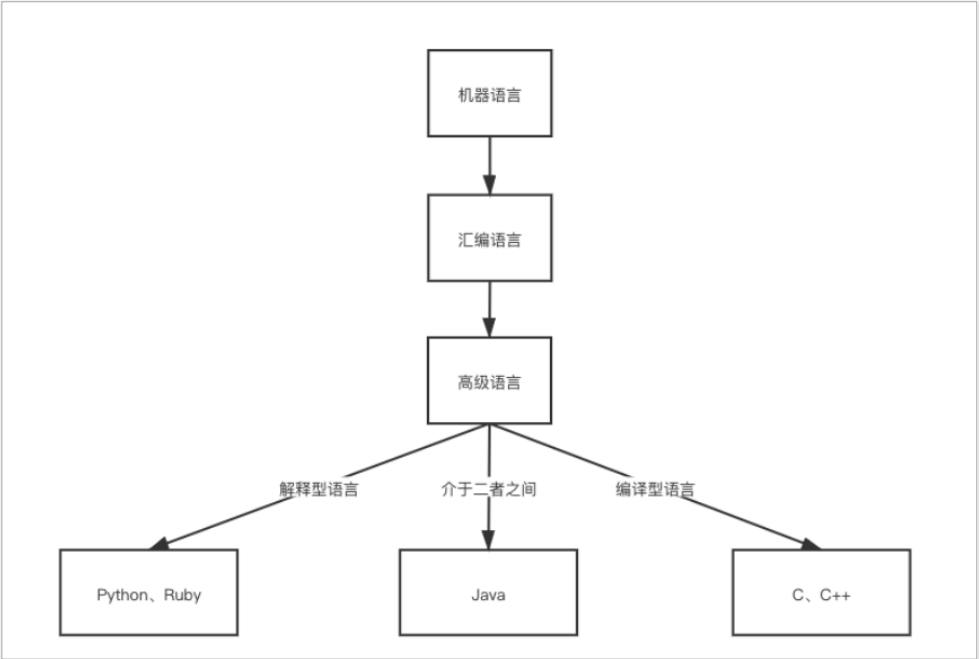 机器语言
汇编语言
高级语言
解释型语言
介于二者之间
编译型语言
Python、Ruby
Java
C、C++